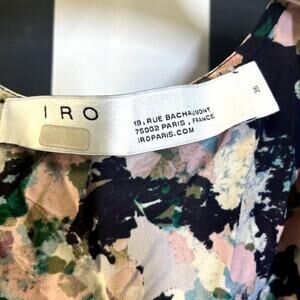 IRO
19, RUE BACHAUMONT
75002 PARIS, FRANCE
IROPARIS.COM